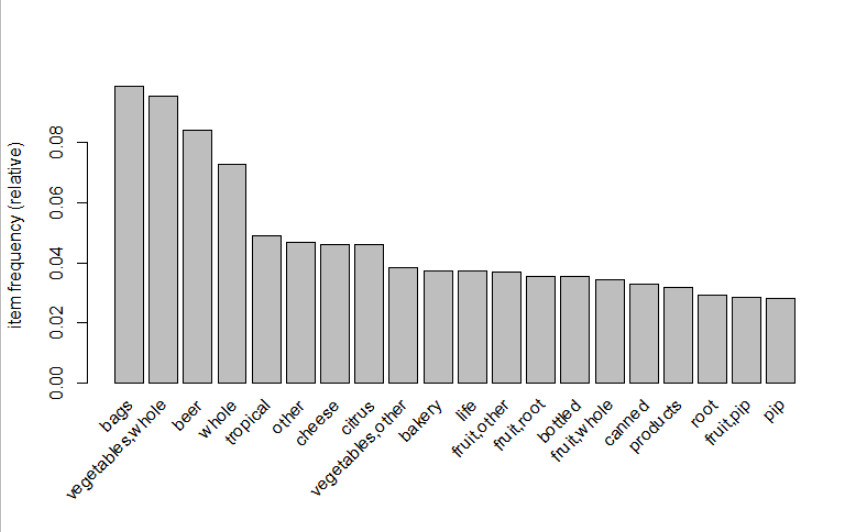 item frequency (relative)
0.00
0.02
0.04
0.06
0.08
bags
vegetables,whole
beer
whole
tropical
other
cheese
citrus
vegetables,other
bakery
life
fruit,other
fruit,root
bottled
fruit,whole
canned
products
root
fruit,pip
pip